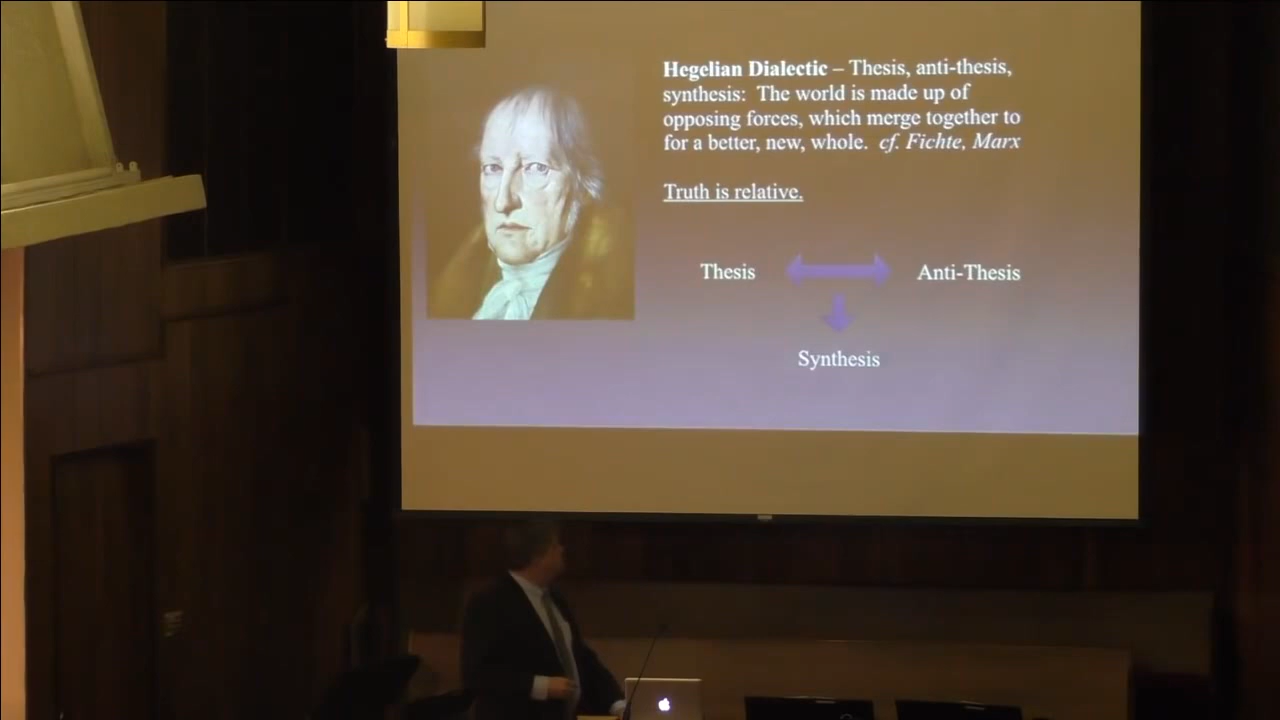 Hegelian Dialectic – Thesis, anti-thesis,
synthesis:  The world is made up of
opposing forces, which merge together to
for a better, new, whole.  cf. Fichte, Marx
Truth is relative.
Thesis
Anti-Thesis
Synthesis